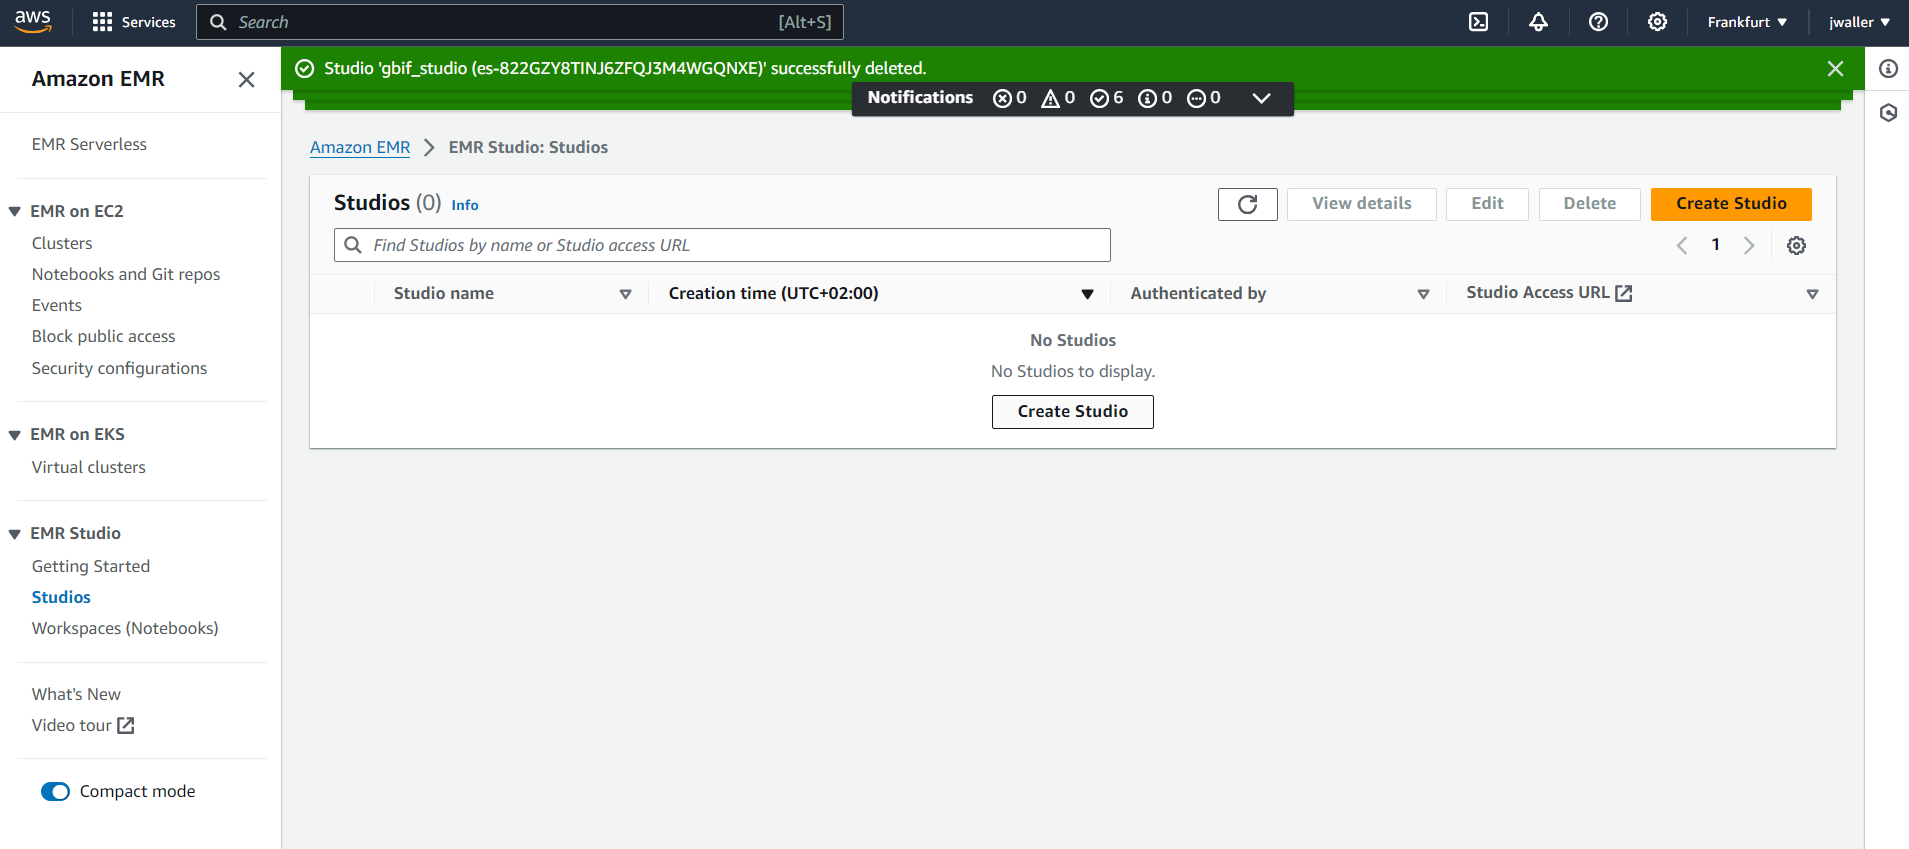 aws
Services
Search [Alt+S]
Frankfurt
jwaller
Amazon EMR
EMR Serverless
EMR on EC2
Clusters
Notebooks and Git repos
Events
Block public access
Security configurations
EMR on EKS
Virtual clusters
EMR Studio
Getting Started
Studios
Workspaces (Notebooks)
What's New
Video tour
Compact mode
Studio 'gbif_studio (es-822GZY8TINJ6ZFQJ3M4WGQNXE)' successfully deleted.
Notifications 0 0 6 0 0
Amazon EMR EMR Studio: Studios
Studios (0) Info
View details
Edit
Delete
Create Studio
Find Studios by name or Studio access URL
1
Studio name
Creation time (UTC+02:00)
Authenticated by
Studio Access URL
No Studios
No Studios to display.
Create Studio